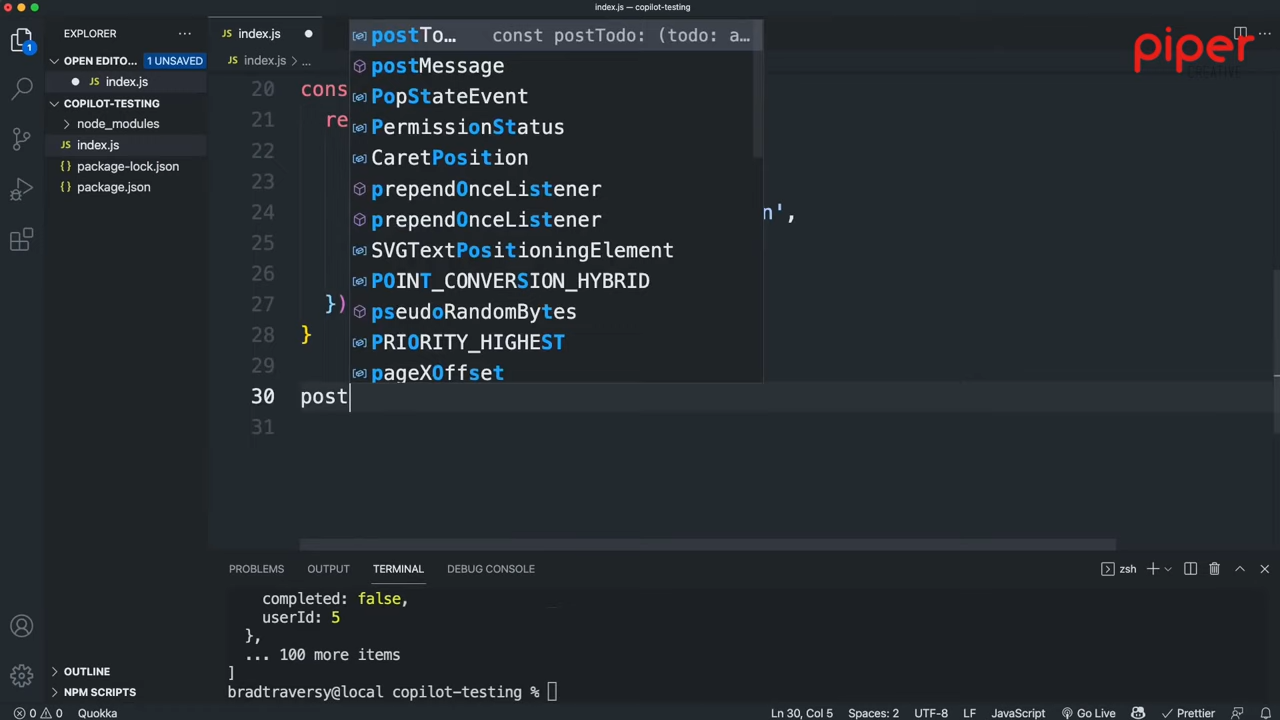 index.js — copilot-testing
EXPLORER
OPEN EDITO... 1 UNSAVED
index.js
COPILOT-TESTING
node_modules
index.js
package-lock.json
package.json
OUTLINE
NPM SCRIPTS
1
index.js
index.js > ...
20 cons
21 re
22
23
24 n',
25
26
27 })
28 }
29
30 post
31
postTo... const postTodo: (todo: a...
postMessage
PopStateEvent
PermissionStatus
CaretPosition
prependOnceListener
prependOnceListener
SVGTextPositioningElement
POINT_CONVERSION_HYBRID
pseudoRandomBytes
PRIORITY_HIGHEST
pageXOffset
piper
CREATIVE
PROBLEMS OUTPUT TERMINAL DEBUG CONSOLE
zsh
completed: false,
userId: 5
},
... 100 more items
]
bradtraversy@local copilot-testing %
0 0 Quokka
Ln 30, Col 5 Spaces: 2 UTF-8 LF JavaScript Go Live Prettier